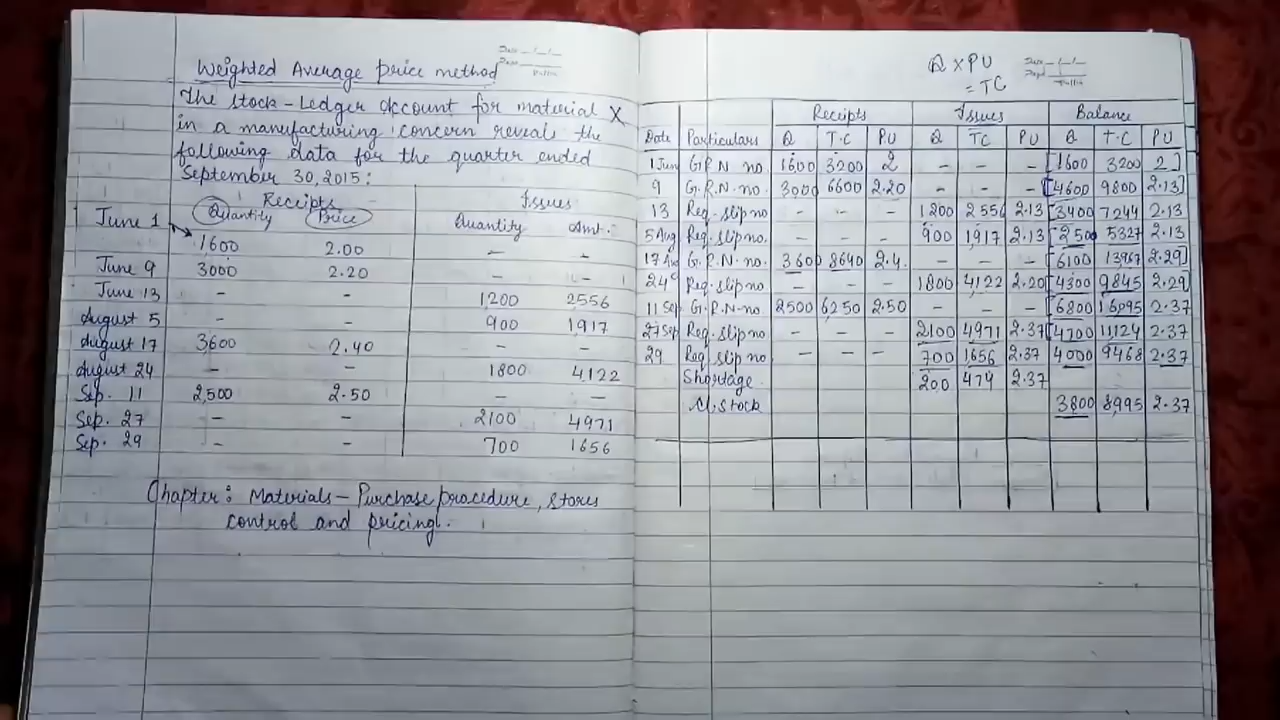 Weighted Average price method
The Stock-Ledger Account for material X
in a manufacturing concern reveals the
following data for the quarter ended
September 30, 2015:
Receipts Issues
Quantity Price Quantity Amt.
June 1 1600 2.00 - -
June 9 3000 2.20 - -
June 13 - - 1200 2556
August 5 - - 900 1917
August 17 3,600 2.40 - -
August 24 - - 1800 4122
Sep. 11 2,500 2.50 - -
Sep. 27 - - 2100 4971
Sep. 29 - - 700 1656
Chapter: Materials - Purchase procedure, stores
control and pricing.
Q × PU
= TC
Receipts Issues Balance
Date Particulars Q T.C P.U Q TC PU Q T.C PU
1 Jun G.R.N no. 1600 3200 2 - - - 1600 3200 2
9 G.R.N. no. 3000 6600 2.20 - - - 4600 9800 2.13
13 Req. slip no - - - 1200 2556 2.13 3400 7244 2.13
5 Aug Req. slip no. - - - 900 1917 2.13 2500 5327 2.13
17 Au G.R.N. no. 3600 8640 2.4. - - - 6100 13967 2.29
24 Req. slip no - - - 1800 4,122 2.20 4300 9845 2.29
11 Sep G.R.N. no 2500 6250 2.50 - - - 6800 16095 2.37
27 Sep Req. slip no - - - 2100 4971 2.37 4700 11124 2.37
29 Req. slip no - - - 700 1656 2.37 4000 9468 2.37
Shortage 200 474 2.37
Cl. Stock 3800 8995 2.37